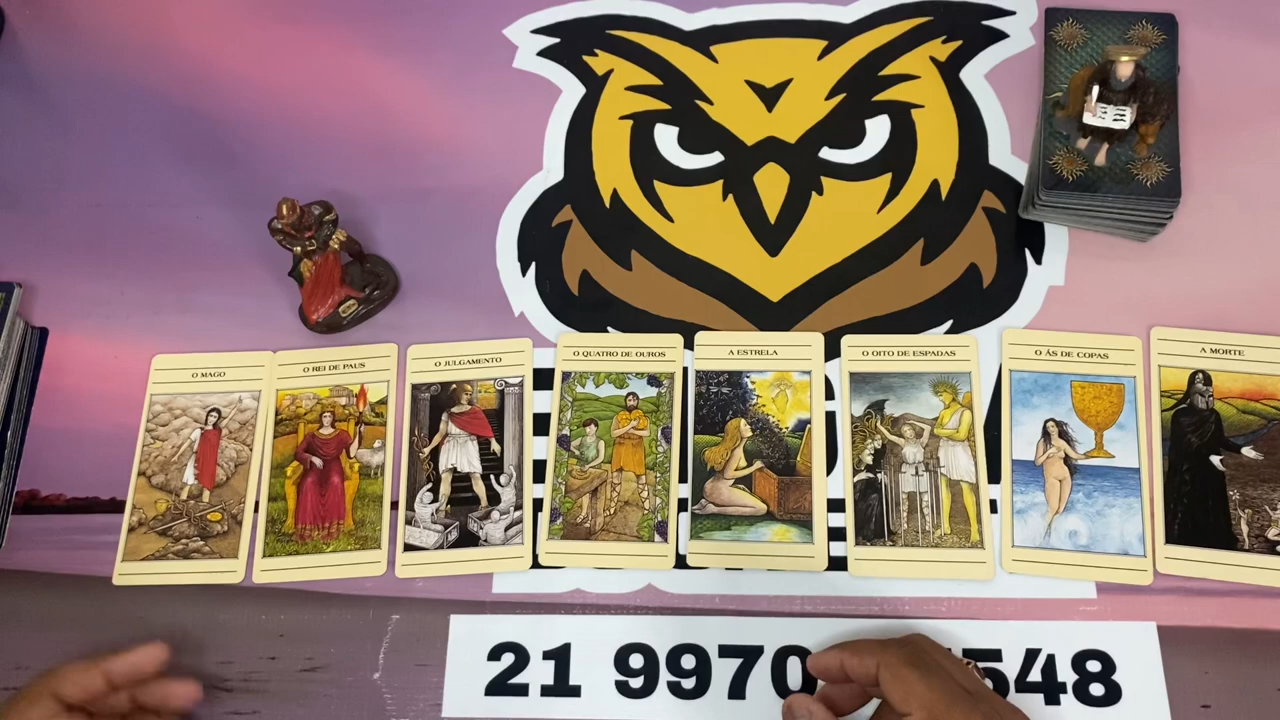 O MAGO
O REI DE PAUS
O JULGAMENTO
O QUATRO DE OUROS
A ESTRELA
O OITO DE ESPADAS
O ÁS DE COPAS
A MORTE
21 9970 548